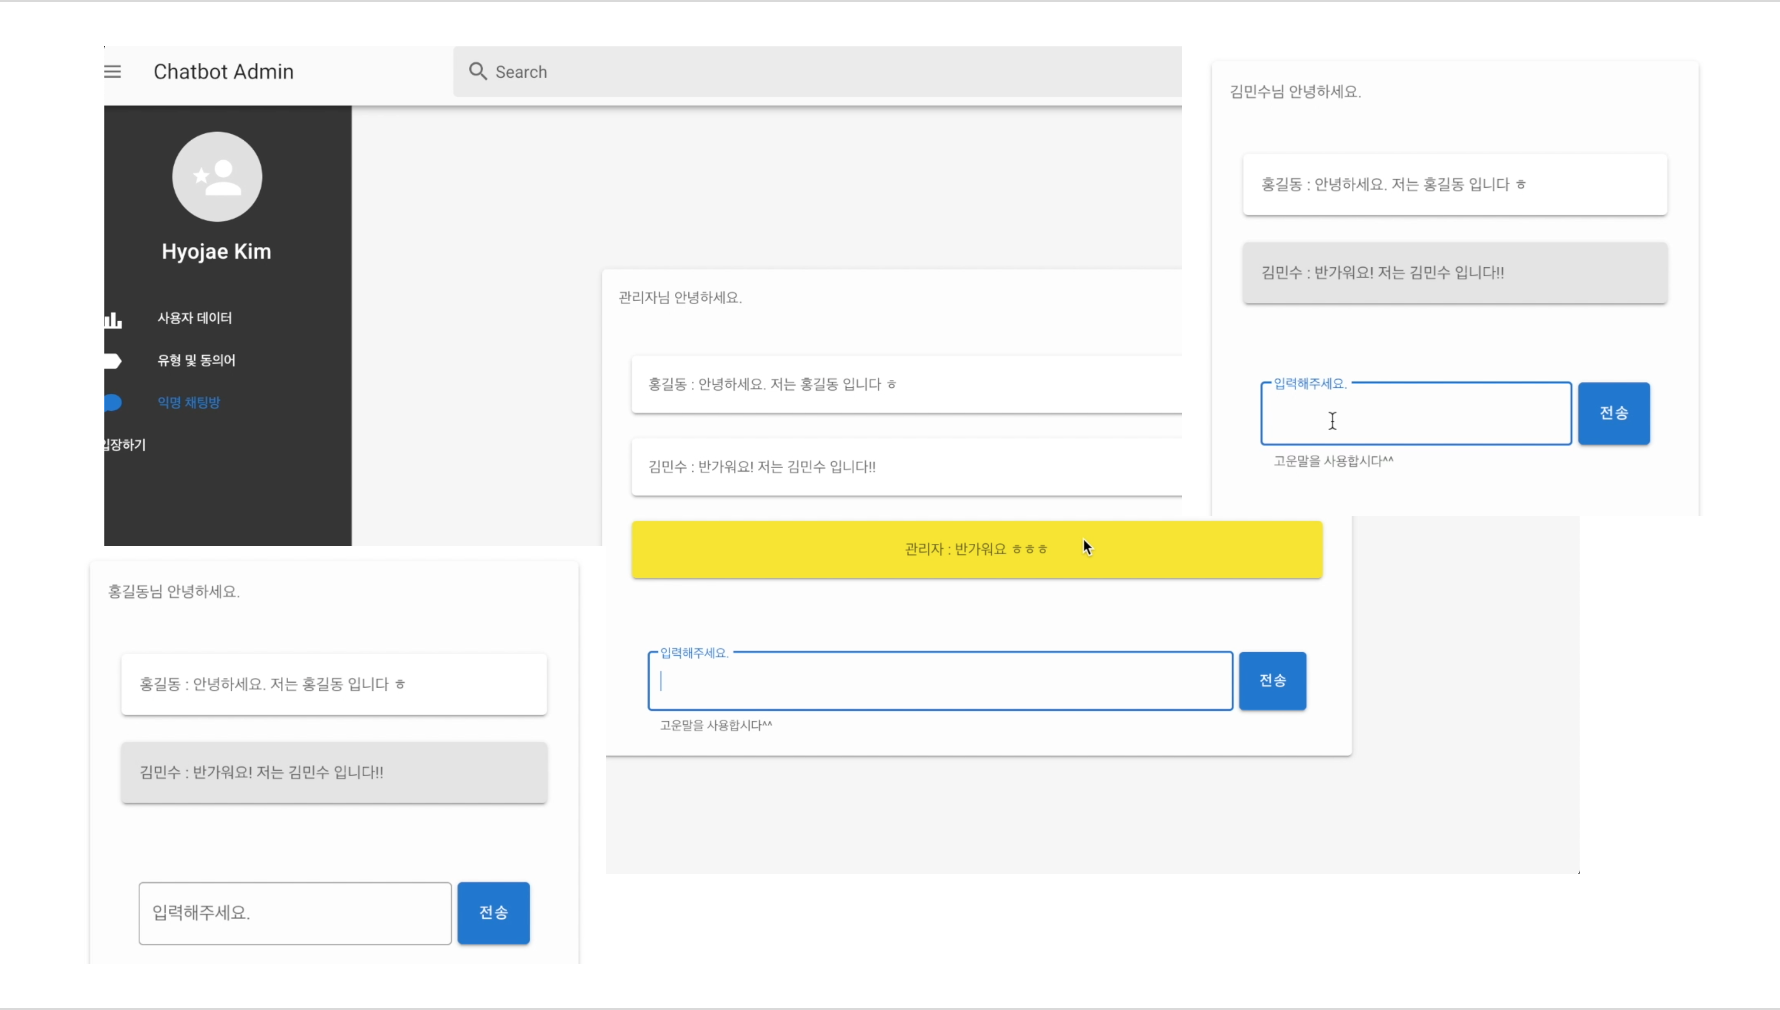 Chatbot Admin
Search
Hyojae Kim
사용자 데이터
유형 및 동의어
익명 채팅방
입장하기
관리자님 안녕하세요.
홍길동 : 안녕하세요. 저는 홍길동 입니다 ㅎ
김민수 : 반가워요! 저는 김민수 입니다!!
관리자 : 반가워요 ㅎㅎㅎ
입력해주세요.
전송
고운말을 사용합시다^^
김민수님 안녕하세요.
홍길동 : 안녕하세요. 저는 홍길동 입니다 ㅎ
김민수 : 반가워요! 저는 김민수 입니다!!
입력해주세요.
전송
고운말을 사용합시다^^
홍길동님 안녕하세요.
홍길동 : 안녕하세요. 저는 홍길동 입니다 ㅎ
김민수 : 반가워요! 저는 김민수 입니다!!
입력해주세요.
전송